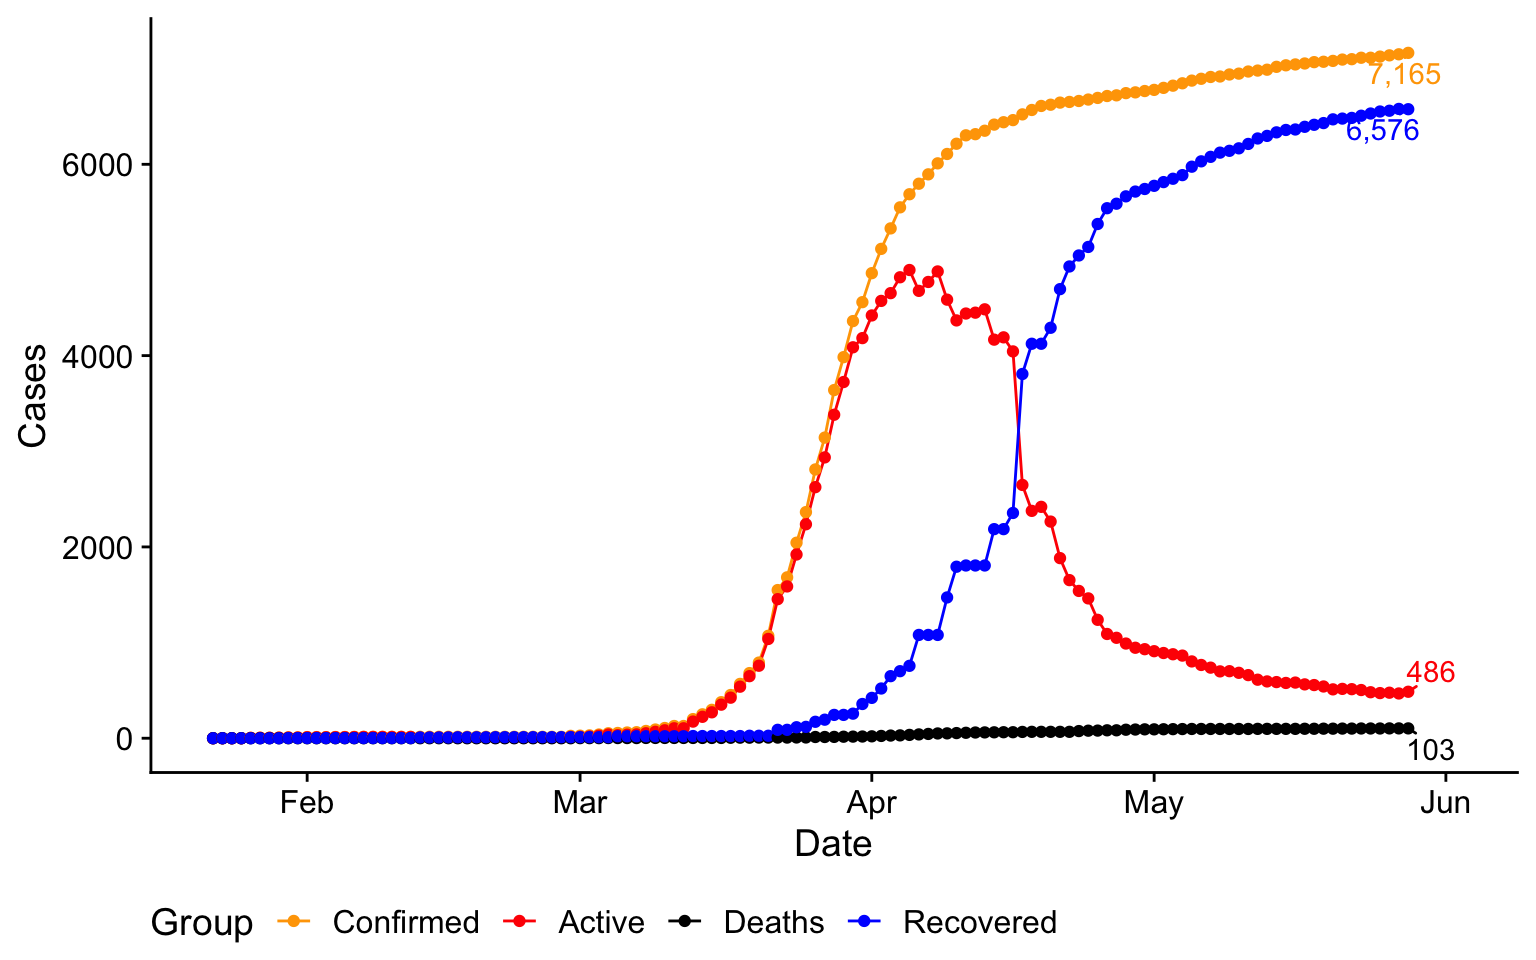 7,165
6,576
6000
4000
2000
0
486
103
Cases
Feb Mar Apr May Jun
Date
Group Confirmed Active Deaths Recovered